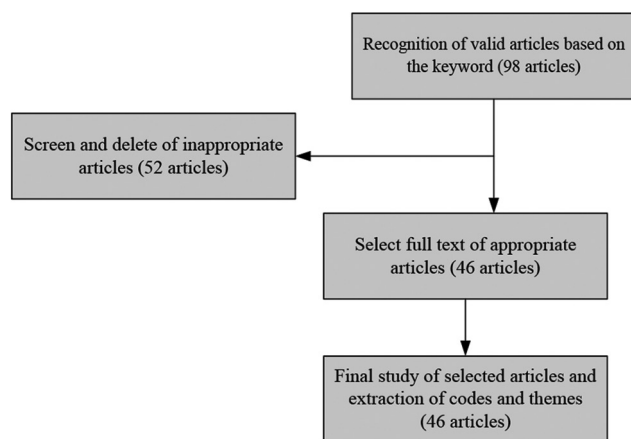 Recognition of valid articles based on
the keyword (98 articles)
Screen and delete of inappropriate
articles (52 articles)
Select full text of appropriate
articles (46 articles)
Final study of selected articles and
extraction of codes and themes
(46 articles)